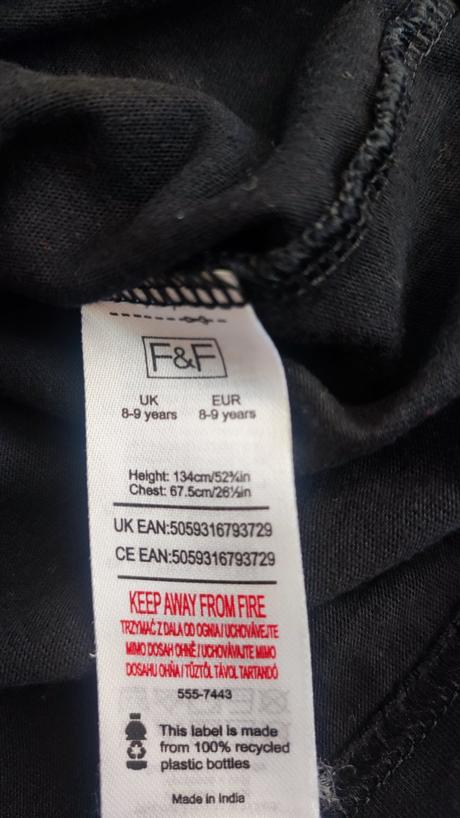 F&F
UK EUR
8-9 years 8-9 years
Height: 134cm/52¾in
Chest: 67.5cm/26½in
UK EAN:5059316793729
CE EAN:5059316793729
KEEP AWAY FROM FIRE
TRZYMAĆ Z DALA OD OGNIA/UCHOVÁVEJTE
MIMO DOSAH OHNĚ/UCHOVÁVAJTE MIMO
DOSAHU OHŇA/TŰZTŐL TÁVOL TARTANDÓ
555-7443
This label is made
from 100% recycled
plastic bottles
Made in India